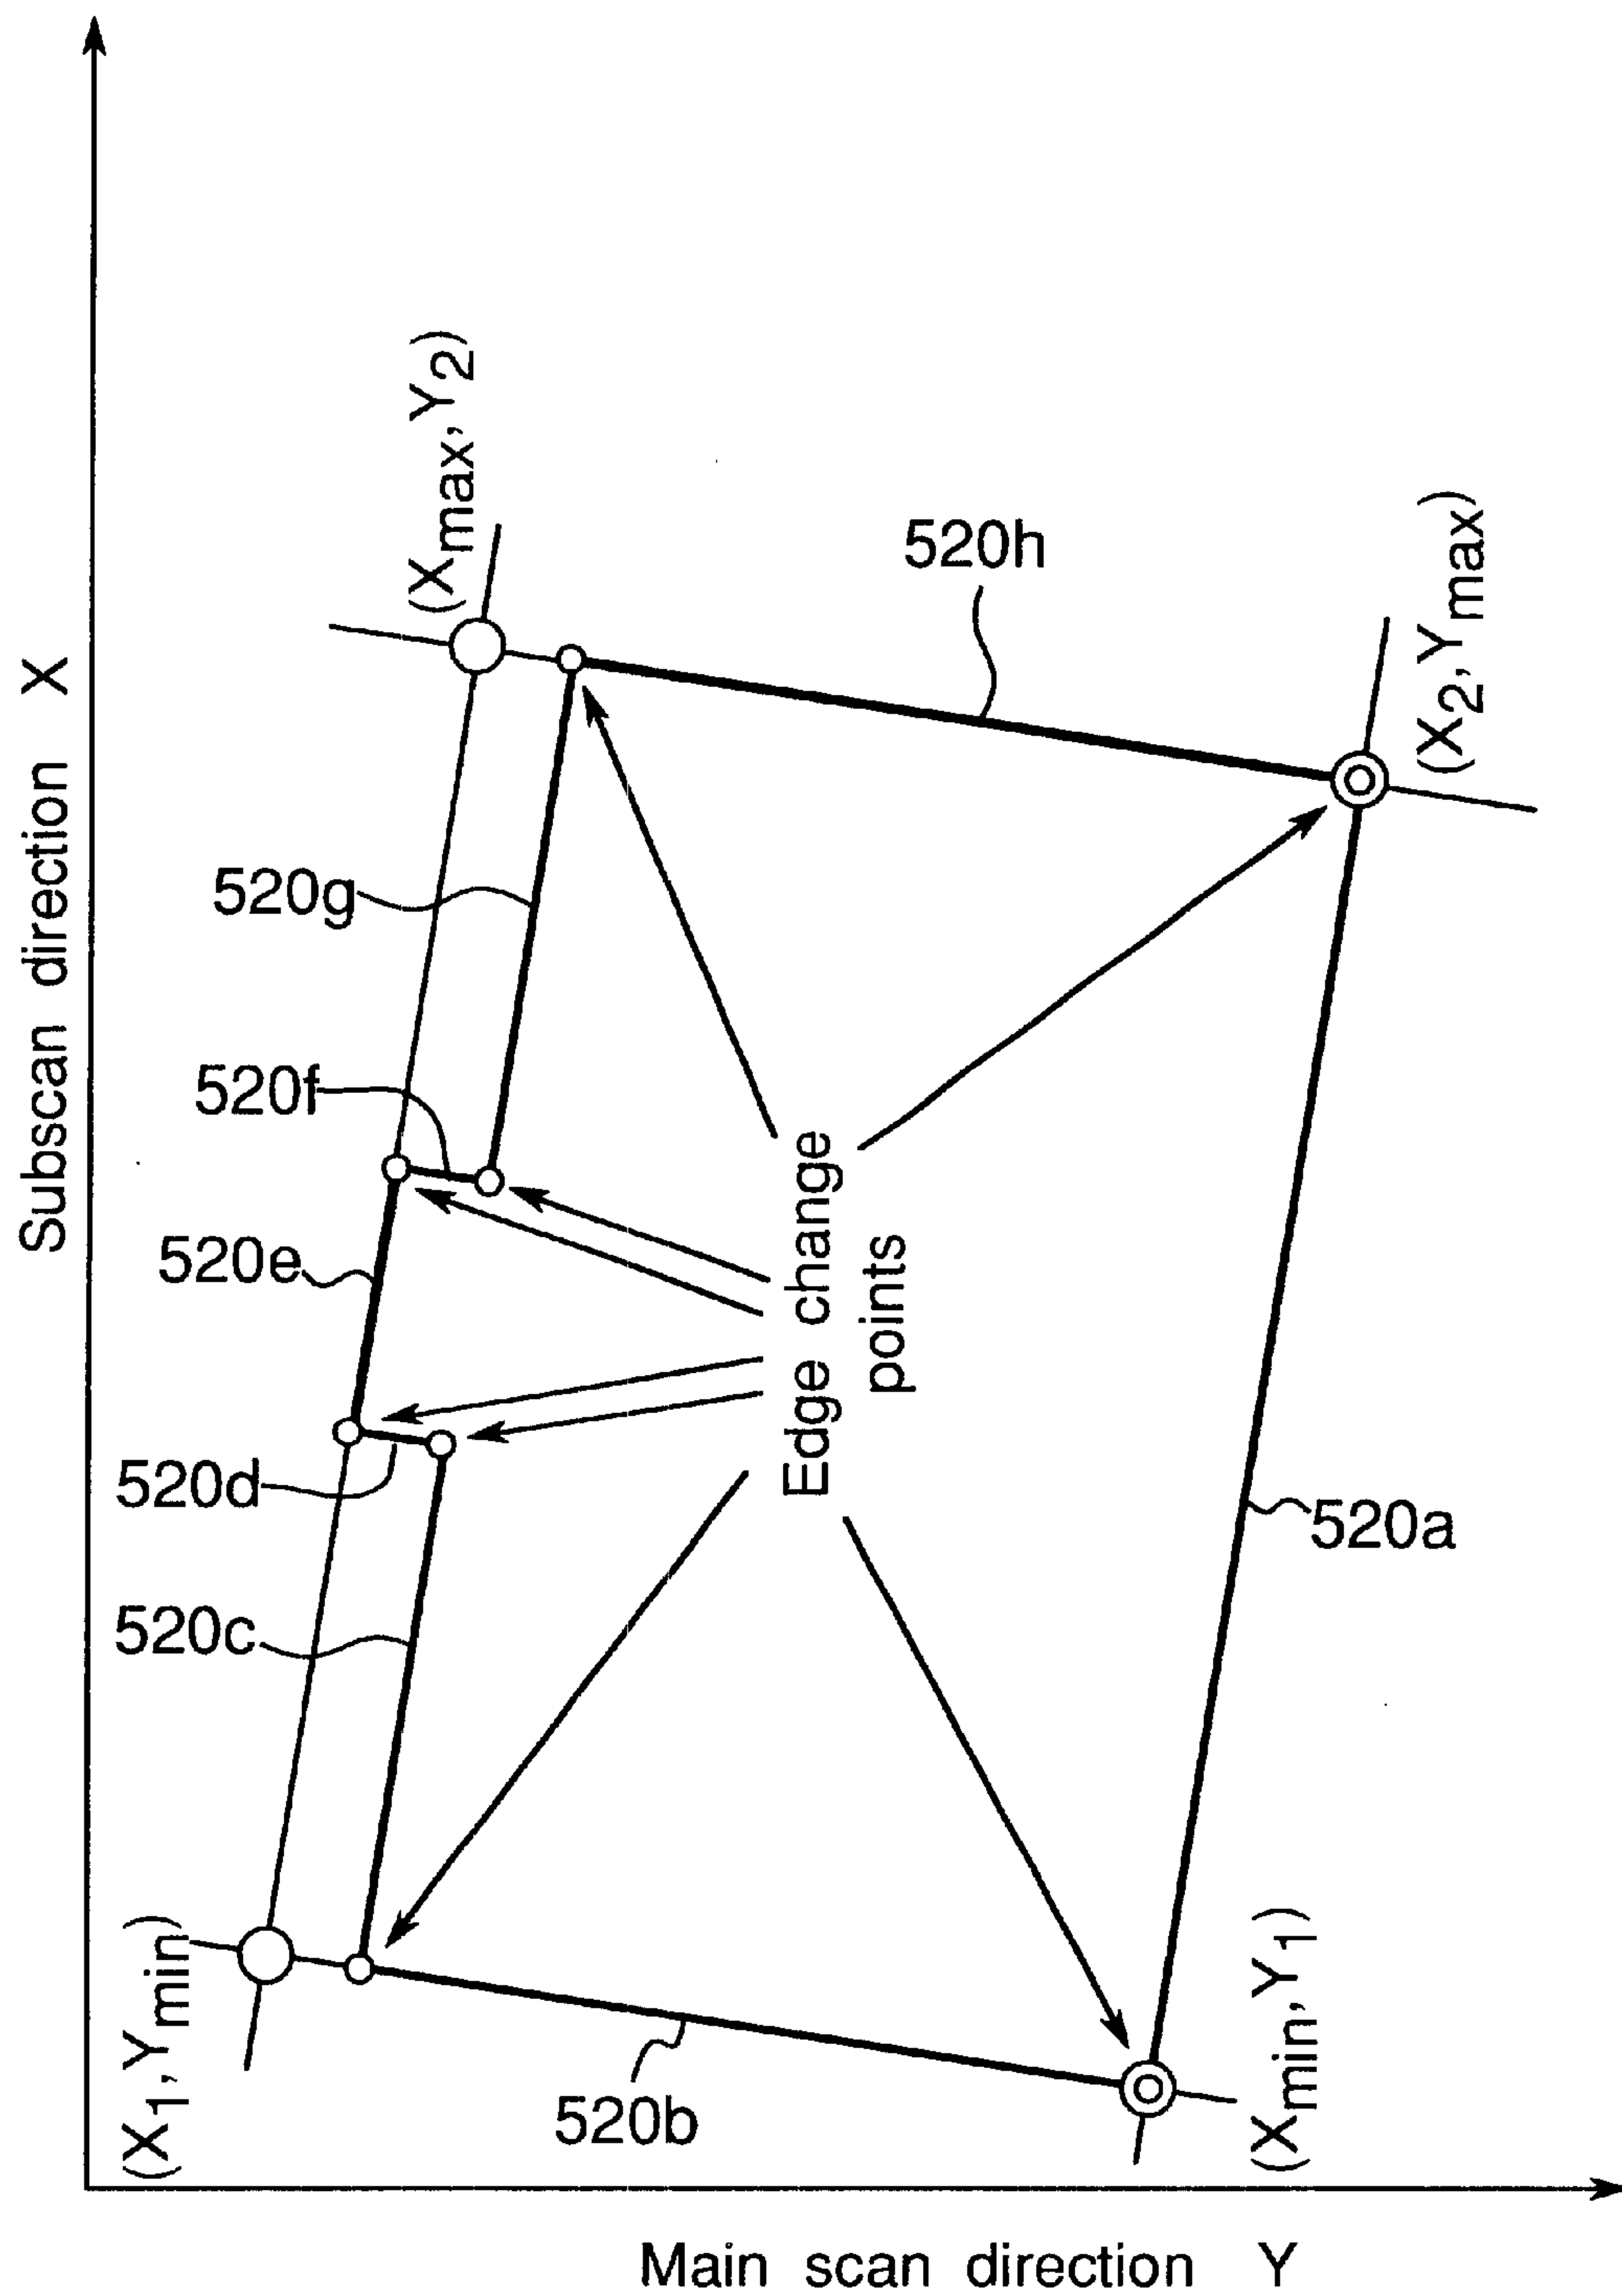 Subscan direction X
(Xmax, Y2)
520h
(X2, Ymax)
520g
520f
520e
Edge change
points
520d
520a
520c
(X1, Ymin)
(Xmin, Y1)
520b
Main scan direction Y